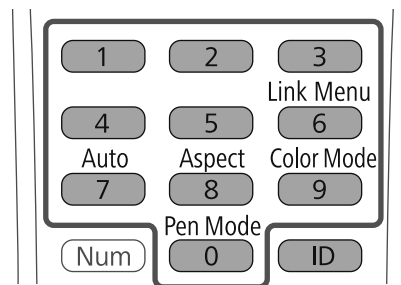 1 2 3
Link Menu
4 5 6
Auto Aspect Color Mode
7 8 9
Pen Mode
Num 0 ID